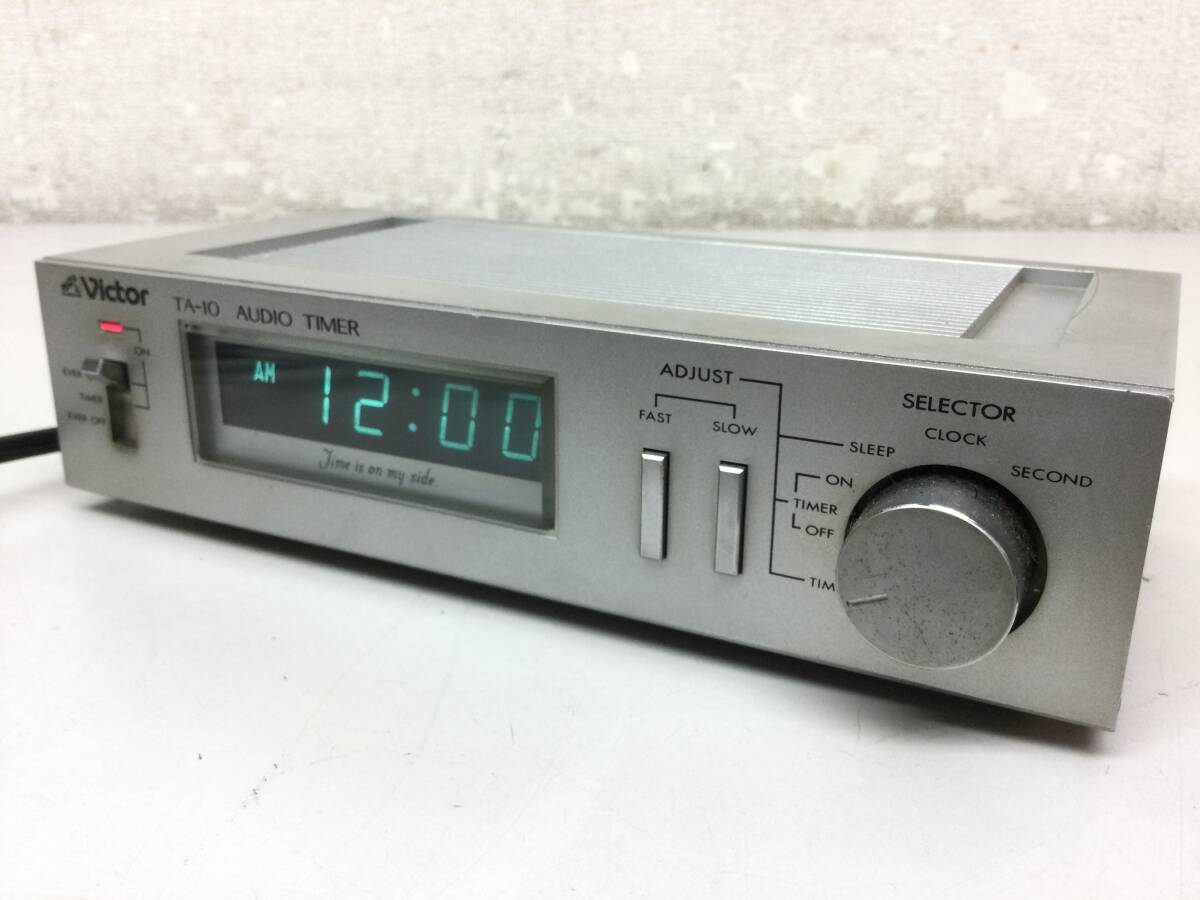 Victor
TA-10 AUDIO TIMER
ON
EVER ON
TIMER
EVER OFF
AM 12:00
Time is on my side
ADJUST
FAST
SLOW
SELECTOR
CLOCK
SLEEP
SECOND
ON
TIMER
OFF
TIM